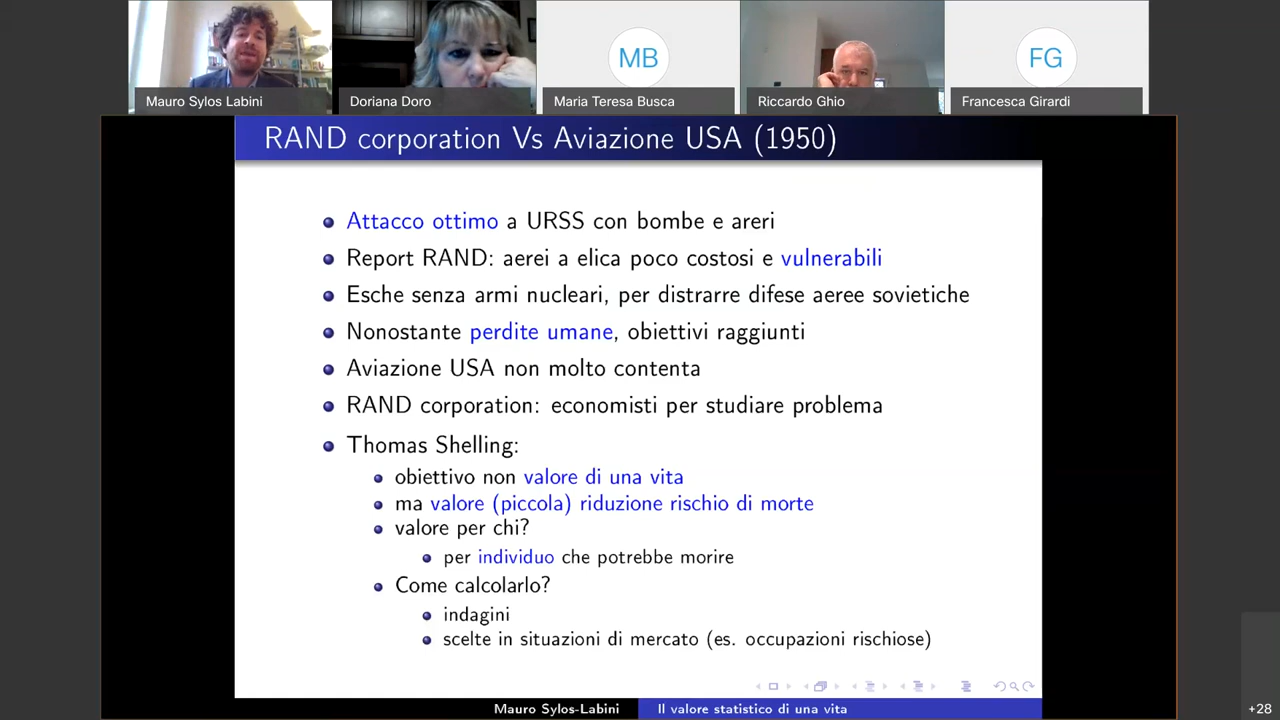 MB
FG
Mauro Sylos Labini
Doriana Doro
Maria Teresa Busca
Riccardo Ghio
Francesca Girardi
RAND corporation Vs Aviazione USA (1950)
Attacco ottimo a URSS con bombe e areri
Report RAND: aerei a elica poco costosi e vulnerabili
Esche senza armi nucleari, per distrarre difese aeree sovietiche
Nonostante perdite umane, obiettivi raggiunti
Aviazione USA non molto contenta
RAND corporation: economisti per studiare problema
Thomas Shelling:
obiettivo non valore di una vita
ma valore (piccola) riduzione rischio di morte
valore per chi?
per individuo che potrebbe morire
Come calcolarlo?
indagini
scelte in situazioni di mercato (es. occupazioni rischiose)
Mauro Sylos-Labini
Il valore statistico di una vita
+28